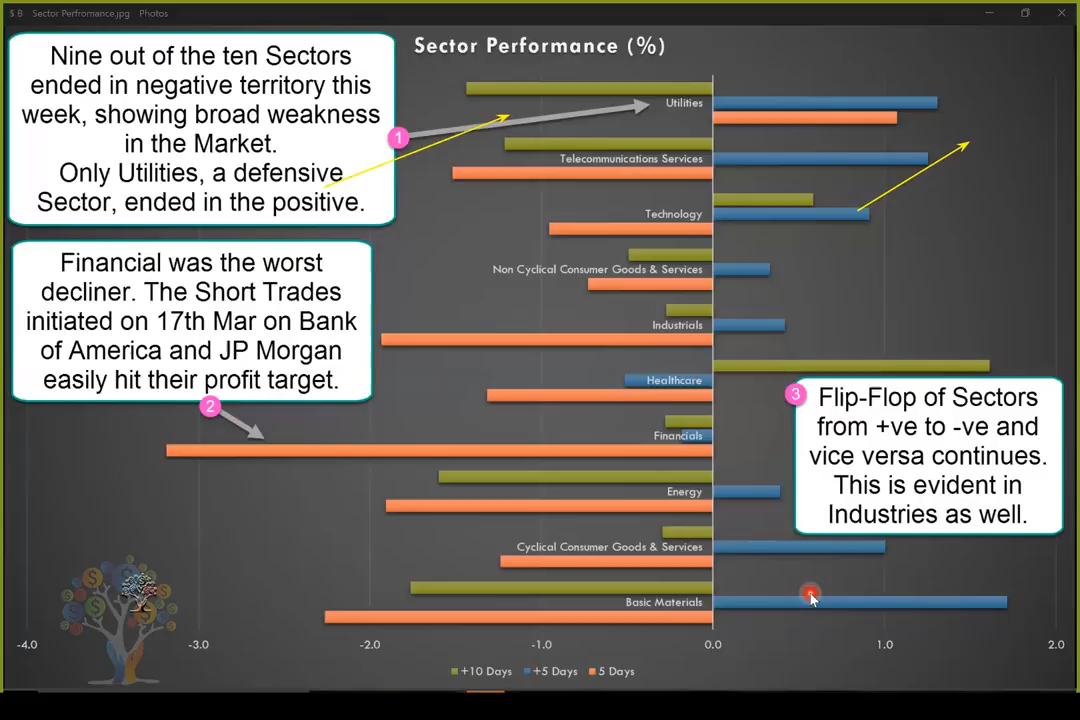 $ B Sector Perfromance.jpg Photos
Sector Performance (%)
Nine out of the ten Sectors
ended in negative territory this
week, showing broad weakness
in the Market.
Only Utilities, a defensive
Sector, ended in the positive.
1
Financial was the worst
decliner. The Short Trades
initiated on 17th Mar on Bank
of America and JP Morgan
easily hit their profit target.
2
Utilities
Telecommunications Services
Technology
Non Cyclical Consumer Goods & Services
Industrials
Healthcare
Financials
Energy
Cyclical Consumer Goods & Services
Basic Materials
3
Flip-Flop of Sectors
from +ve to -ve and
vice versa continues.
This is evident in
Industries as well.
-4.0 -3.0 -2.0 -1.0 0.0 1.0 2.0
+10 Days +5 Days 5 Days